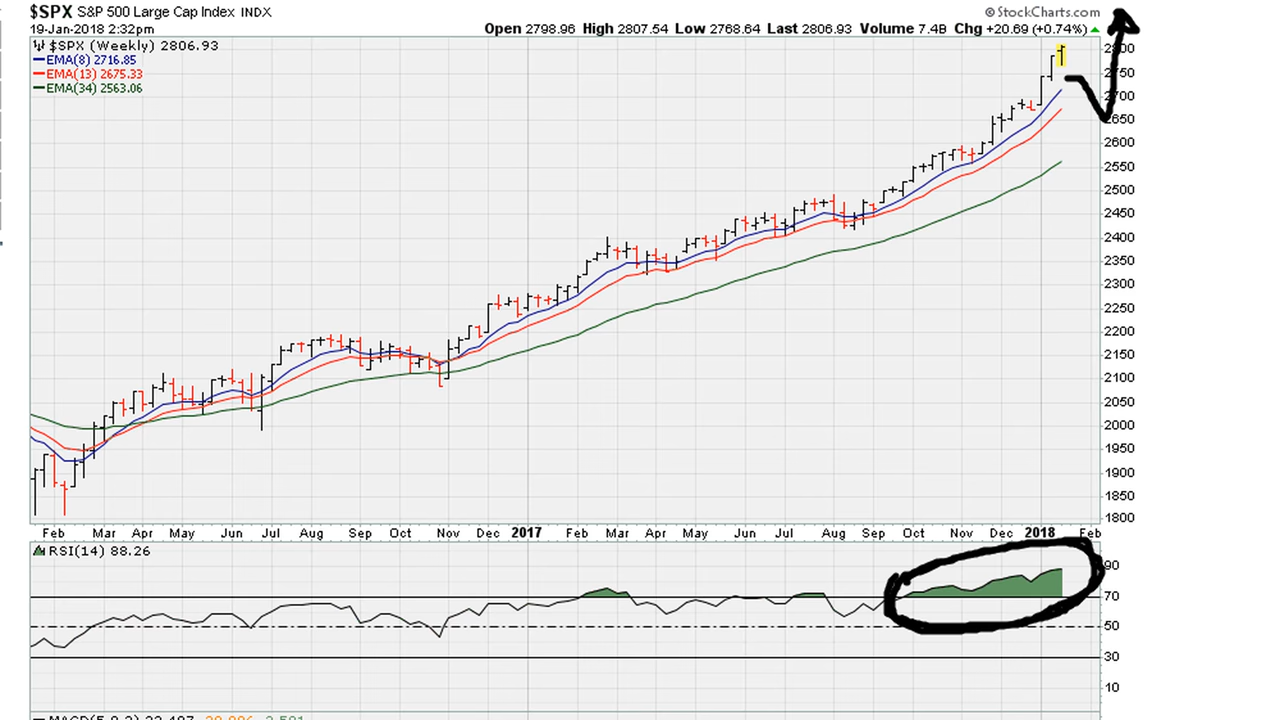 $SPX S&P 500 Large Cap Index INDX
© StockCharts.com
19-Jan-2018 2:32pm
Open 2798.96 High 2807.54 Low 2768.64 Last 2806.93 Volume 7.4B Chg +20.69 (+0.74%)
$SPX (Weekly) 2806.93
EMA(8) 2716.85
EMA(13) 2675.33
EMA(34) 2563.06
2800
2750
2700
2650
2600
2550
2500
2450
2400
2350
2300
2250
2200
2150
2100
2050
2000
1950
1900
1850
1800
Feb Mar Apr May Jun Jul Aug Sep Oct Nov Dec 2017 Feb Mar Apr May Jun Jul Aug Sep Oct Nov Dec 2018 Feb
RSI(14) 88.26
90
70
50
30
10